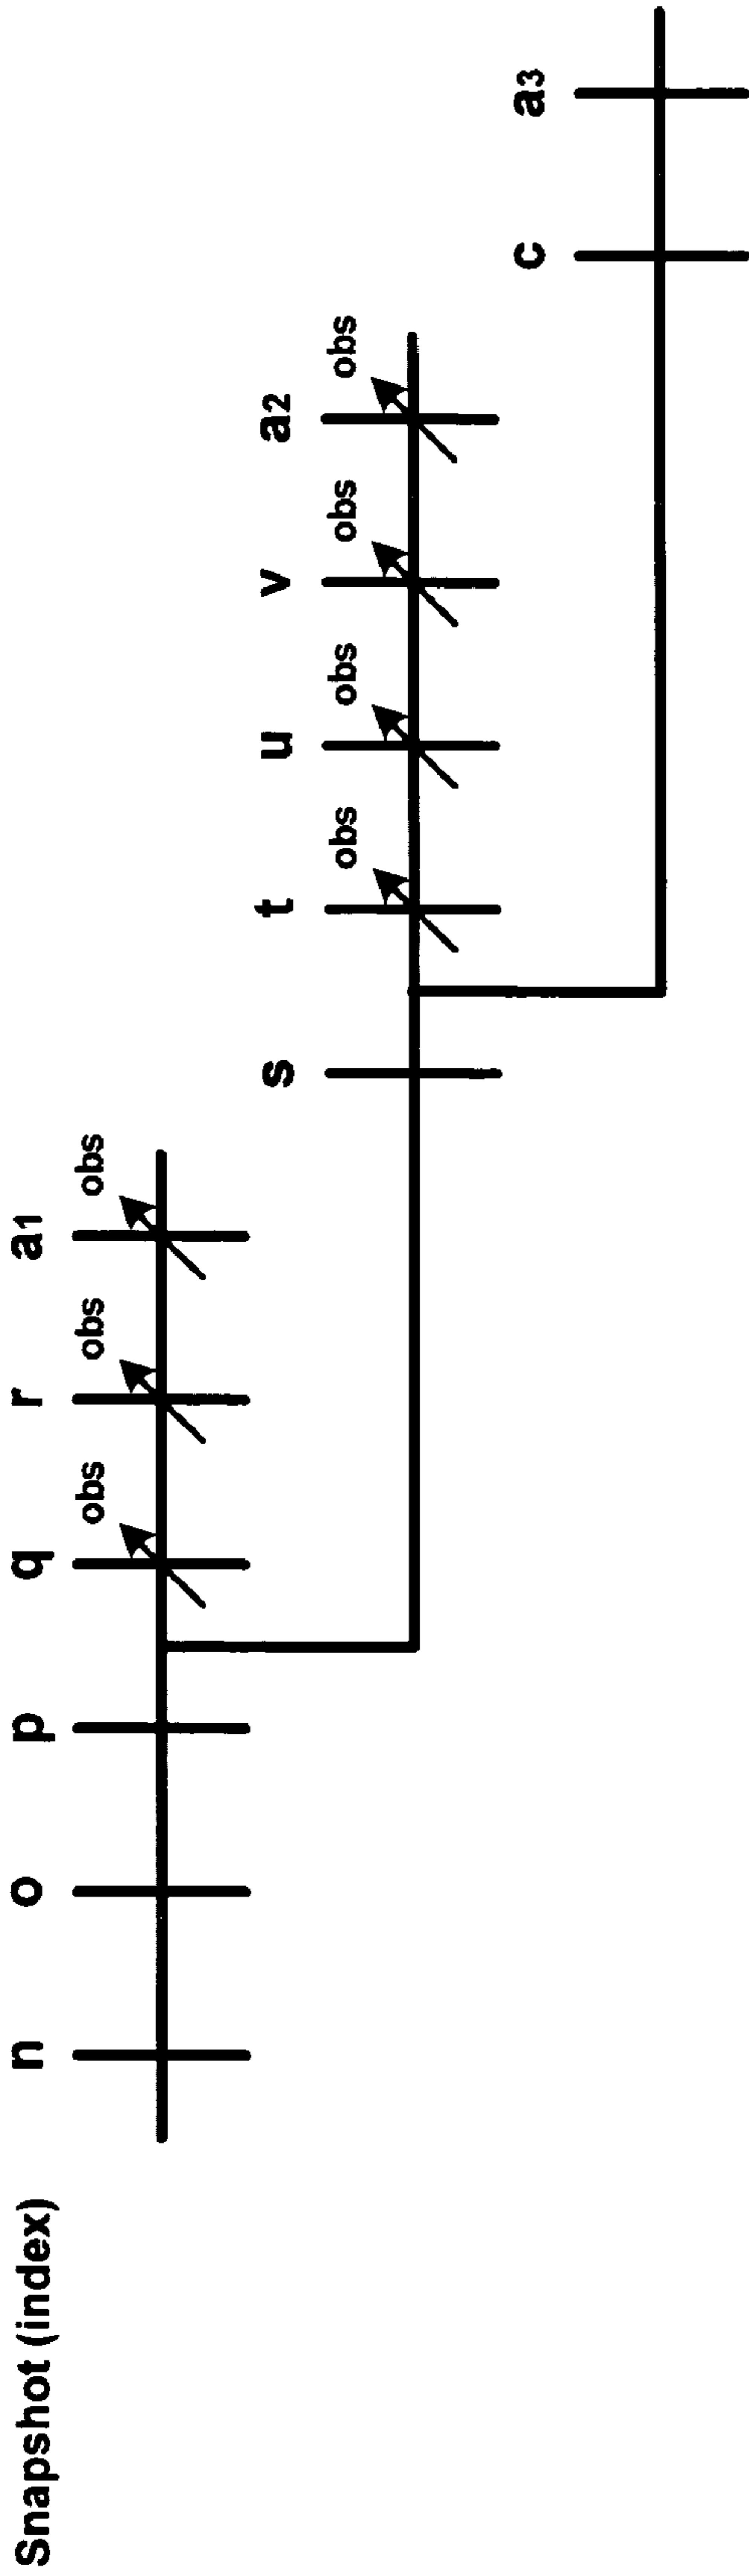 Snapshot (index)
n o p q r a1
obs obs obs
s t u v a2
obs obs obs obs
c a3